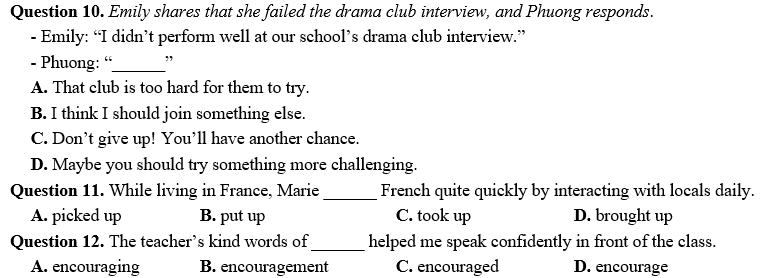 Question 10. Emily shares that she failed the drama club interview, and Phuong responds.
- Emily: “I didn’t perform well at our school’s drama club interview.”
- Phuong: “______”
A. That club is too hard for them to try.
B. I think I should join something else.
C. Don’t give up! You’ll have another chance.
D. Maybe you should try something more challenging.
Question 11. While living in France, Marie ______ French quite quickly by interacting with locals daily.
A. picked up B. put up C. took up D. brought up
Question 12. The teacher’s kind words of ______ helped me speak confidently in front of the class.
A. encouraging B. encouragement C. encouraged D. encourage